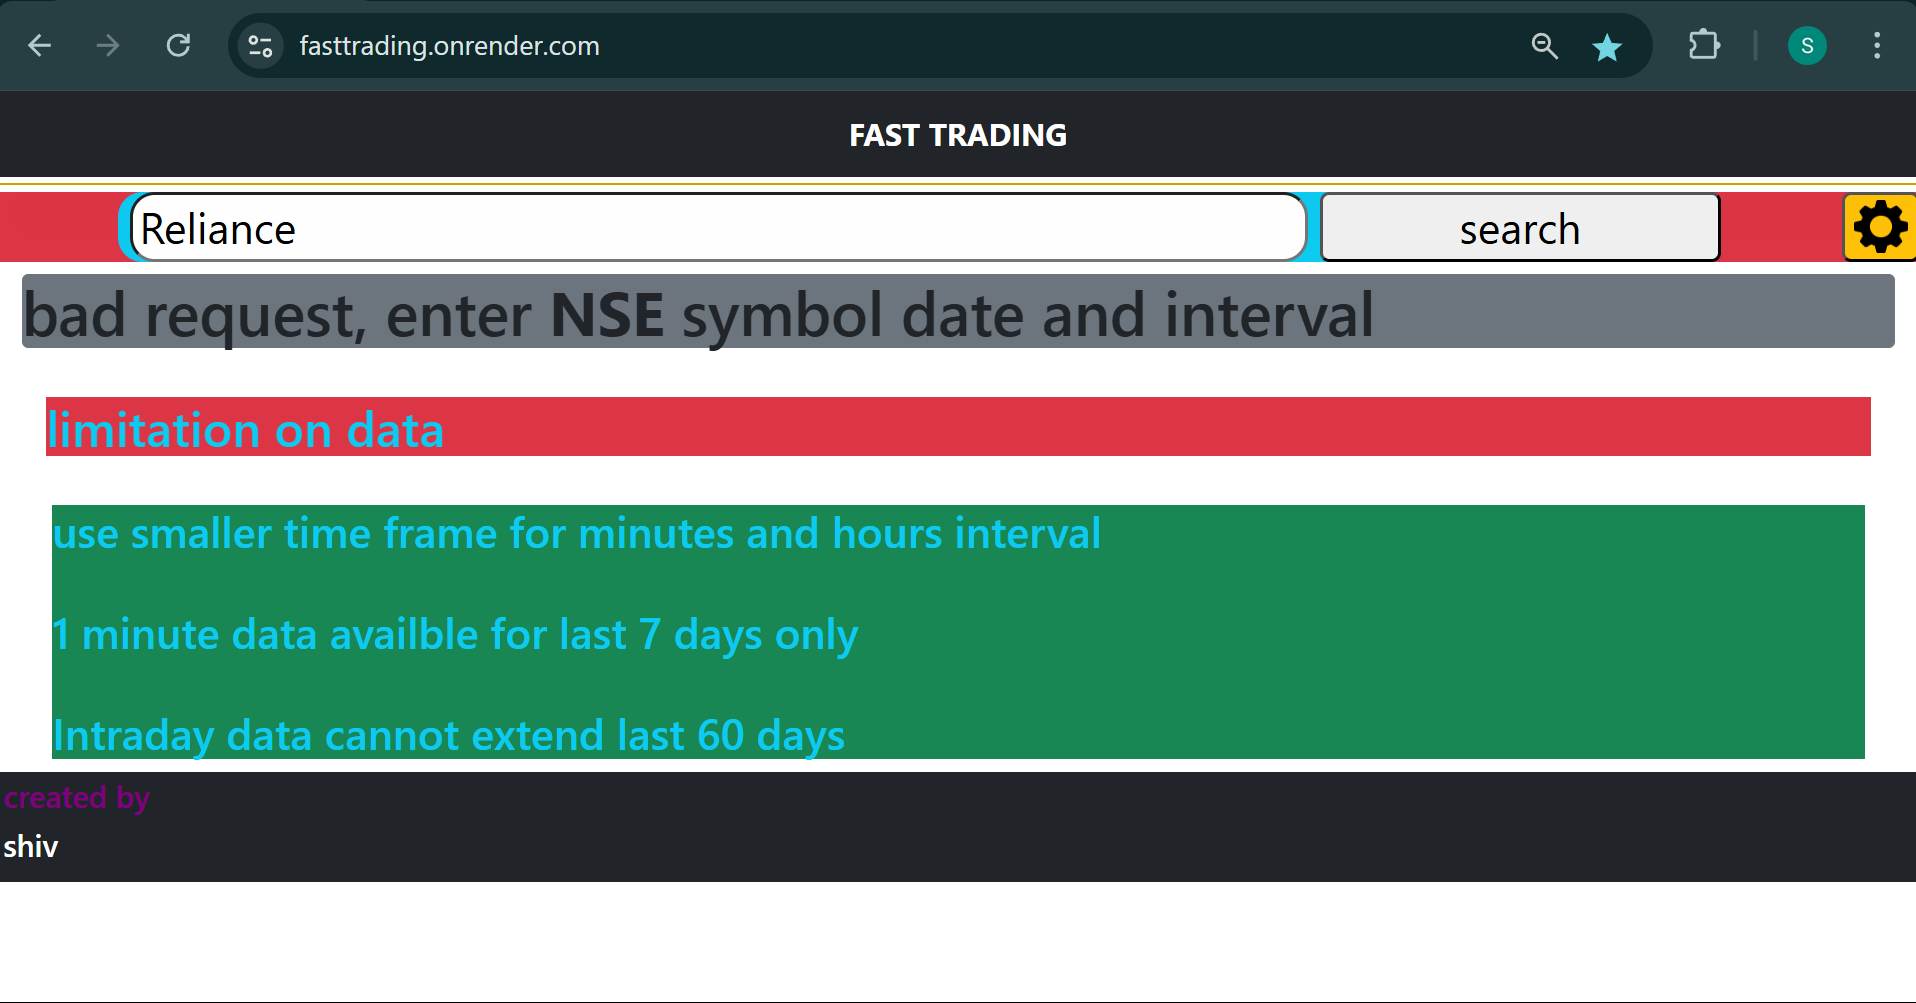 fasttrading.onrender.com
S
FAST TRADING
Reliance
search
bad request, enter NSE symbol date and interval
limitation on data
use smaller time frame for minutes and hours interval
1 minute data availble for last 7 days only
Intraday data cannot extend last 60 days
created by
shiv